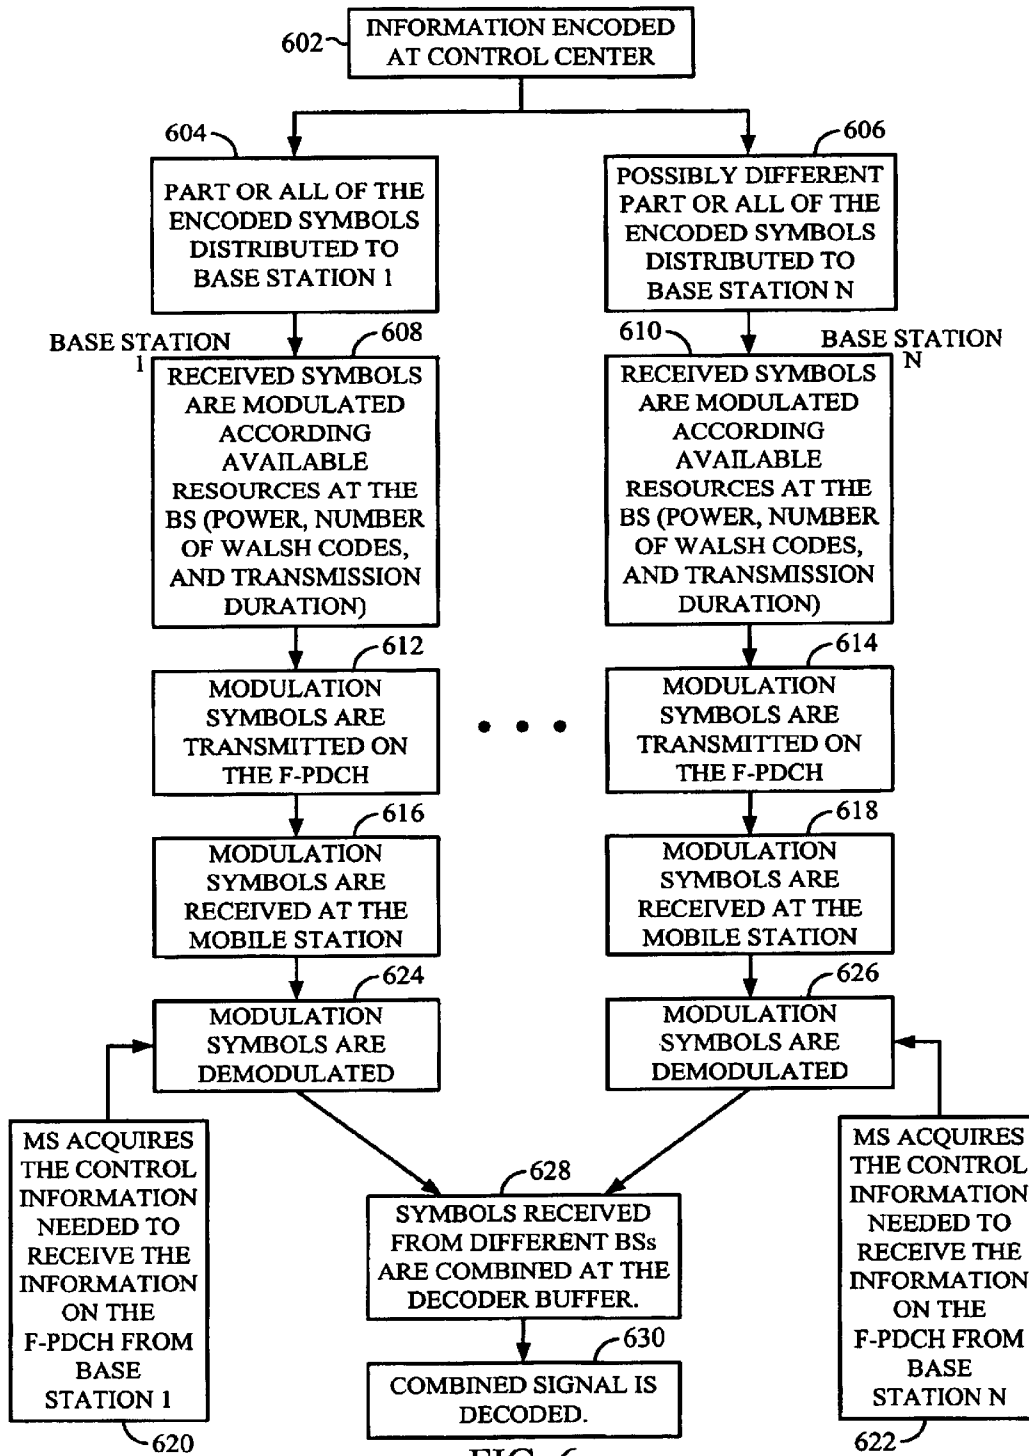 602
INFORMATION ENCODED
AT CONTROL CENTER
604
PART OR ALL OF THE
ENCODED SYMBOLS
DISTRIBUTED TO
BASE STATION 1
606
POSSIBLY DIFFERENT
PART OR ALL OF THE
ENCODED SYMBOLS
DISTRIBUTED TO
BASE STATION N
BASE STATION
1
608
RECEIVED SYMBOLS
ARE MODULATED
ACCORDING
AVAILABLE
RESOURCES AT THE
BS (POWER, NUMBER
OF WALSH CODES,
AND TRANSMISSION
DURATION)
610
BASE STATION
N
RECEIVED SYMBOLS
ARE MODULATED
ACCORDING
AVAILABLE
RESOURCES AT THE
BS (POWER, NUMBER
OF WALSH CODES,
AND TRANSMISSION
DURATION)
612
MODULATION
SYMBOLS ARE
TRANSMITTED ON
THE F-PDCH
614
MODULATION
SYMBOLS ARE
TRANSMITTED ON
THE F-PDCH
616
MODULATION
SYMBOLS ARE
RECEIVED AT THE
MOBILE STATION
618
MODULATION
SYMBOLS ARE
RECEIVED AT THE
MOBILE STATION
624
MODULATION
SYMBOLS ARE
DEMODULATED
626
MODULATION
SYMBOLS ARE
DEMODULATED
MS ACQUIRES
THE CONTROL
INFORMATION
NEEDED TO
RECEIVE THE
INFORMATION
ON THE
F-PDCH FROM
BASE
STATION 1
620
628
SYMBOLS RECEIVED
FROM DIFFERENT BSs
ARE COMBINED AT THE
DECODER BUFFER.
630
COMBINED SIGNAL IS
DECODED.
MS ACQUIRES
THE CONTROL
INFORMATION
NEEDED TO
RECEIVE THE
INFORMATION
ON THE
F-PDCH FROM
BASE
STATION N
622
FIG. 6